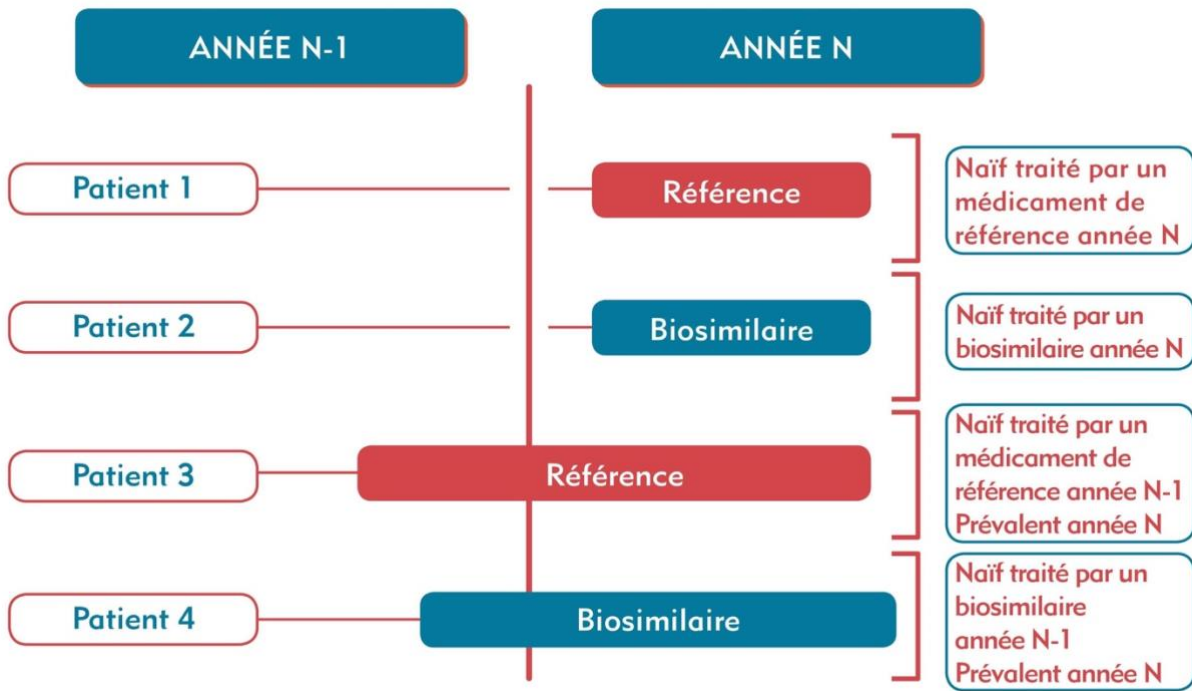 ANNÉE N-1
ANNÉE N
Patient 1
Référence
Naïf traité par un
médicament de
référence année N
Patient 2
Biosimilaire
Naïf traité par un
biosimilaire année N
Patient 3
Référence
Naïf traité par un
médicament de
référence année N-1
Prévalent année N
Patient 4
Biosimilaire
Naïf traité par un
biosimilaire
année N-1
Prévalent année N